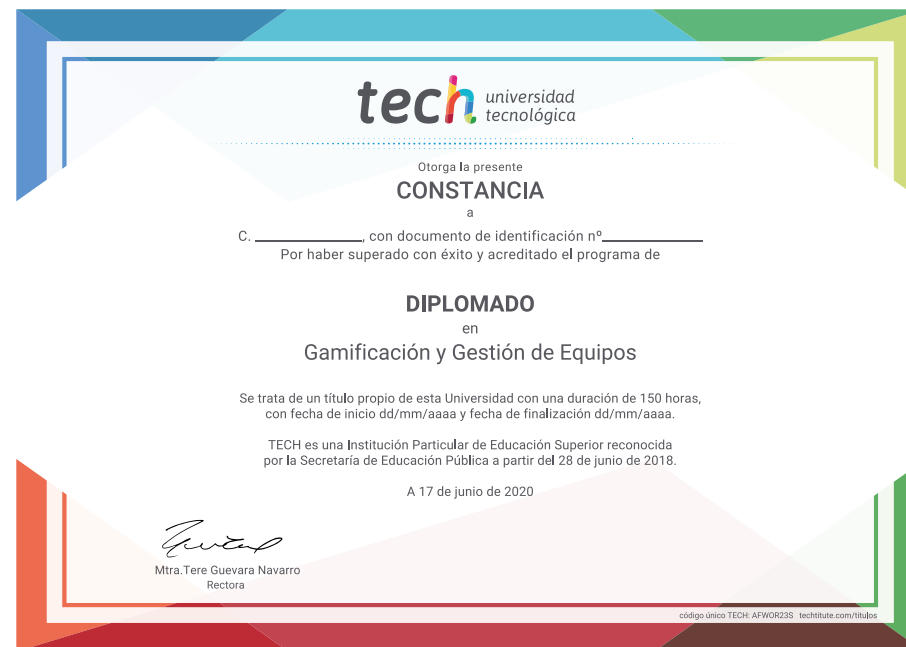 tech universidad
tecnológica
Otorga la presente
CONSTANCIA
a
C. ____________, con documento de identificación nº____________
Por haber superado con éxito y acreditado el programa de
DIPLOMADO
en
Gamificación y Gestión de Equipos
Se trata de un título propio de esta Universidad con una duración de 150 horas,
con fecha de inicio dd/mm/aaaa y fecha de finalización dd/mm/aaaa.
TECH es una Institución Particular de Educación Superior reconocida
por la Secretaría de Educación Pública a partir del 28 de junio de 2018.
A 17 de junio de 2020
Mtra.Tere Guevara Navarro
Rectora
código único TECH: AFWOR23S techtitute.com/titulos